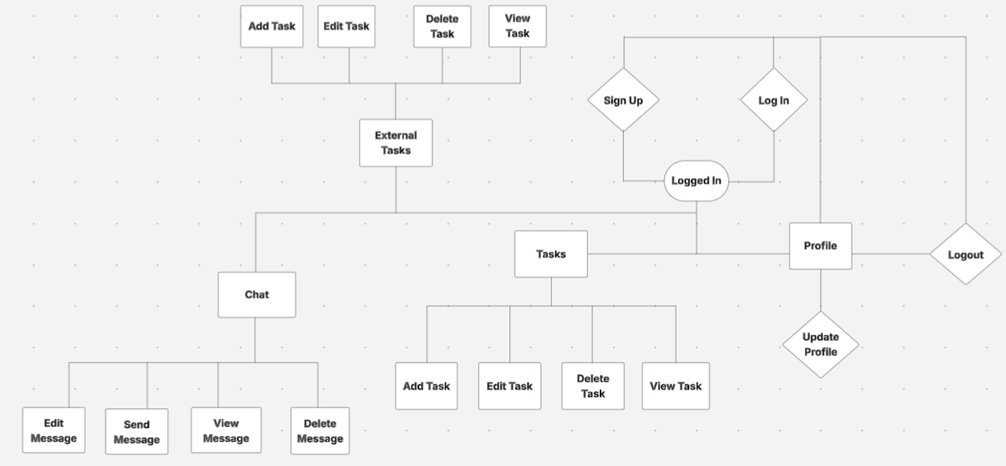 Add Task
Edit Task
Delete
Task
View
Task
Sign Up
Log In
External
Tasks
Logged In
Tasks
Profile
Logout
Chat
Update
Profile
Add Task
Edit Task
Delete
Task
View Task
Edit
Message
Send
Message
View
Message
Delete
Message